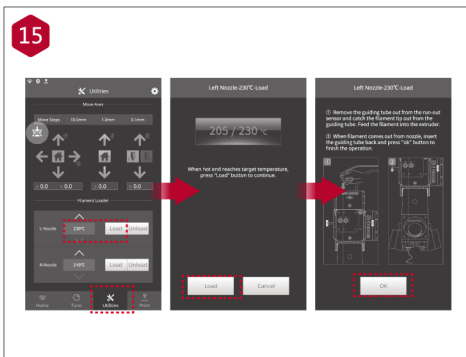 15
Utilities
Move Axes
Move Steps 10.0mm 1.0mm 0.1mm
X 0.0 Y 0.0 Z 0.0 E 0.0
Filament Loader
L-Nozzle 230℃ Load Unload
R-Nozzle 230℃ Load Unload
Home Tune Utilities Print
Left Nozzle-230℃-Load
205 / 230 ℃
When hot end reaches target temperature,
press "Load" button to continue.
Load Cancel
Left Nozzle-230℃-Load
① Remove the guiding tube out from the run-out
sensor and catch the filament tip out from the
guiding tube. Feed the filament into the extruder.
② When filament comes out from nozzle, insert
the guiding tube back and press "ok" button to
finish the operation.
① ②
OK